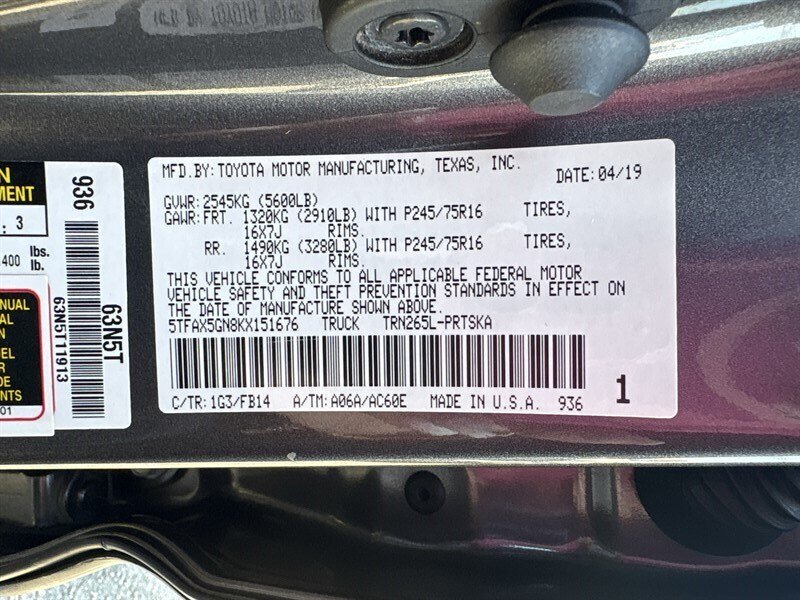 MFD.BY:TOYOTA MOTOR MANUFACTURING, TEXAS, INC.
DATE:04/19
GVWR:2545KG (5600LB)
GAWR:FRT. 1320KG (2910LB) WITH P245/75R16 TIRES,
16X7J RIMS.
RR. 1490KG (3280LB) WITH P245/75R16 TIRES,
16X7J RIMS.
THIS VEHICLE CONFORMS TO ALL APPLICABLE FEDERAL MOTOR
VEHICLE SAFETY AND THEFT PREVENTION STANDARDS IN EFFECT ON
THE DATE OF MANUFACTURE SHOWN ABOVE.
5TFAX5GN8KX151676 TRUCK TRN265L-PRTSKA
C/TR:1G3/FB14 A/TM:A06A/AC60E MADE IN U.S.A. 936
1
936
63N5T
63N5T11913
: 3
lbs.
400 lb.